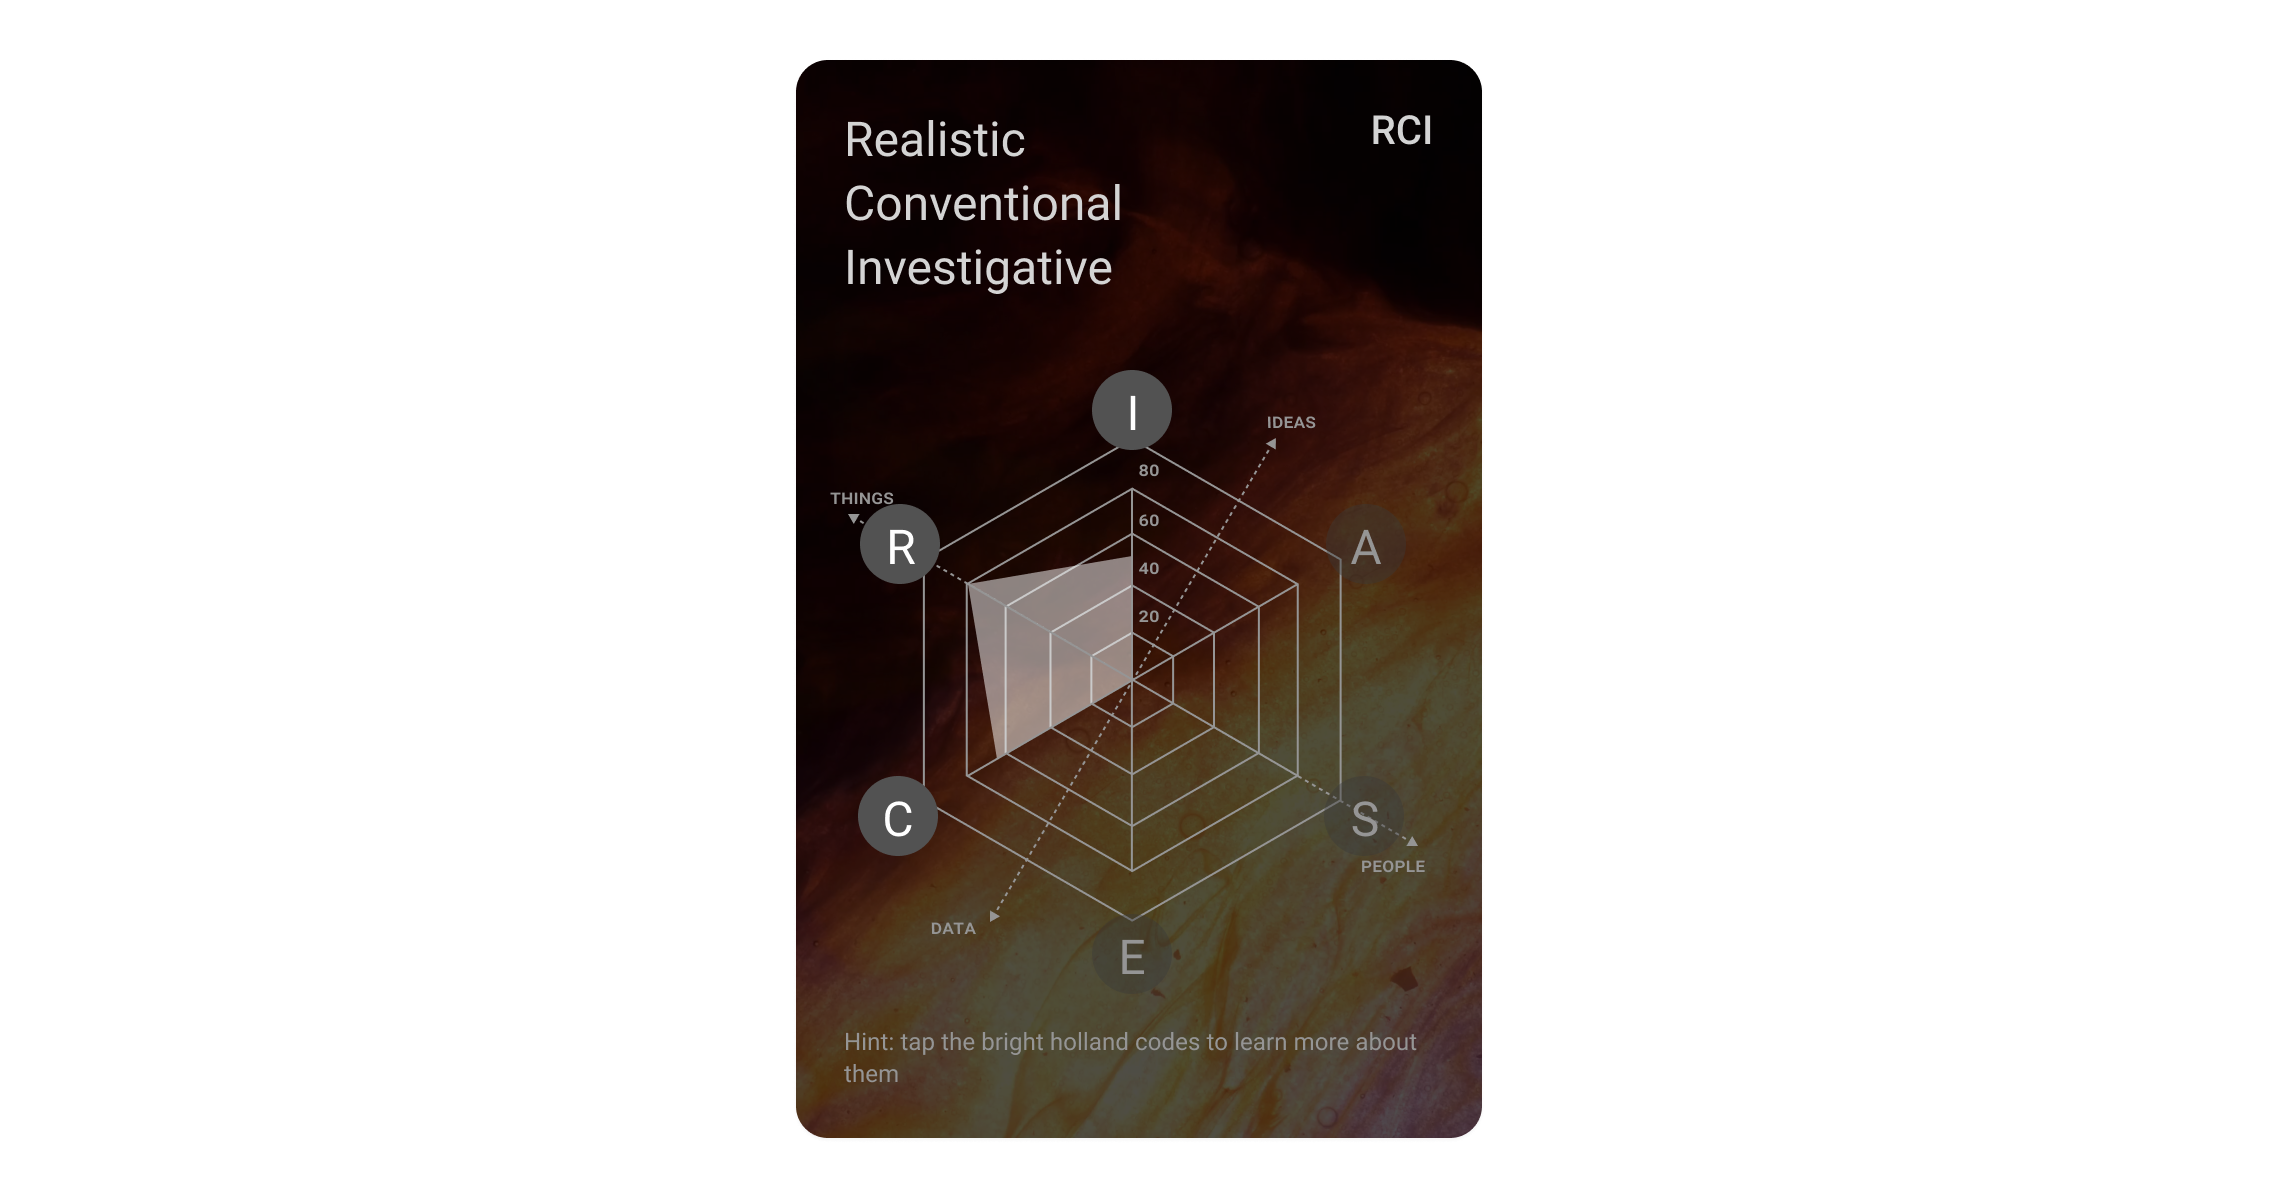 Realistic
RCI
Conventional
Investigative
I
IDEAS
80
THINGS
60
R
A
40
20
C
S
PEOPLE
DATA
E
Hint: tap the bright holland codes to learn more about
them